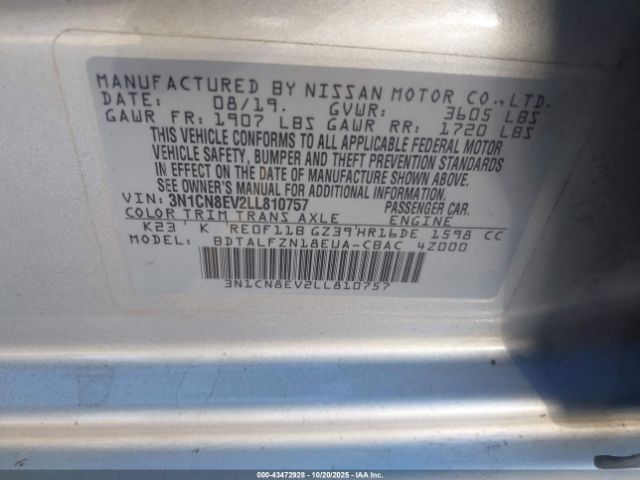 MANUFACTURED BY NISSAN MOTOR CO., LTD.
DATE: 08/19. GVWR: 3605 LBS
GAWR FR: 1907 LBS GAWR RR: 1720 LBS
THIS VEHICLE CONFORMS TO ALL APPLICABLE FEDERAL MOTOR
VEHICLE SAFETY, BUMPER AND THEFT PREVENTION STANDARDS
IN EFFECT ON THE DATE OF MANUFACTURE SHOWN ABOVE.
SEE OWNER'S MANUAL FOR ADDITIONAL INFORMATION.
VIN: 3N1CN8EV2LL810757 PASSENGER CAR.
COLOR TRIM TRANS AXLE ENGINE
K23 K RE0F11B GZ39 HR16DE 1598 CC
MDL BDTALFZN18EUA-CBAC 4Z000
3N1CN8EV2LL810757
000-43472928 - 10/20/2025 - IAA Inc.